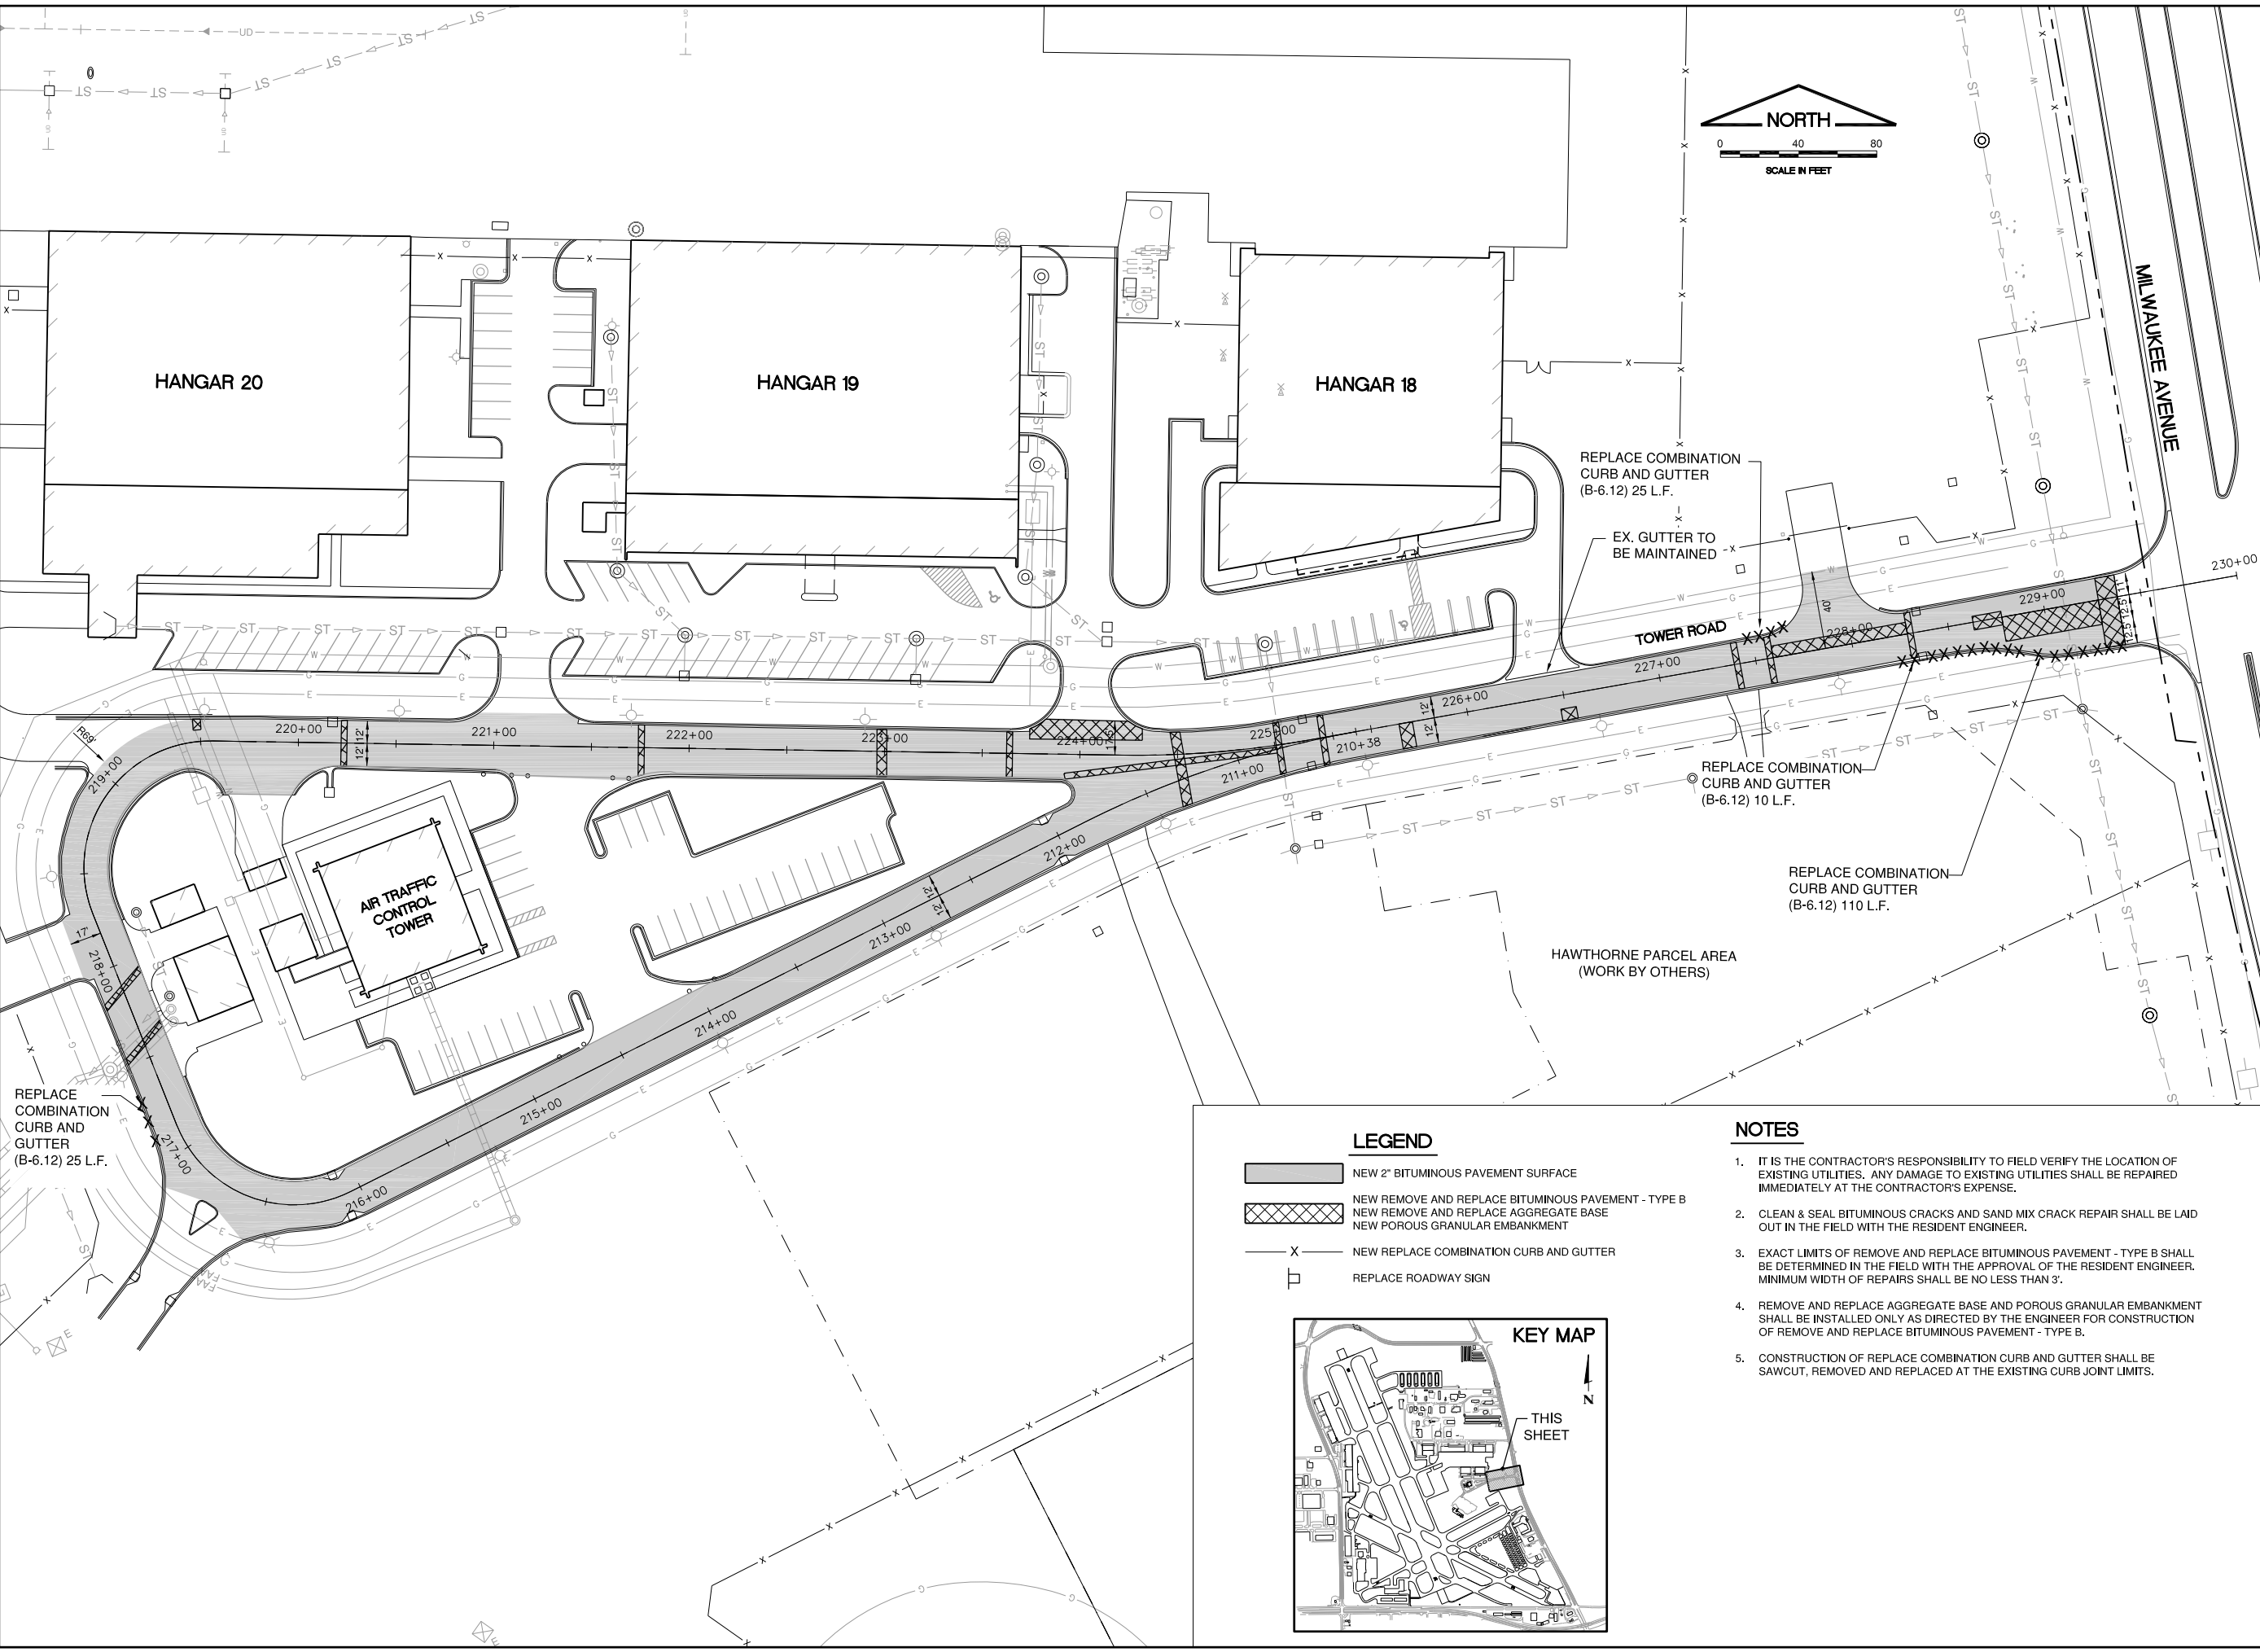 NORTH
0 40 80
SCALE IN FEET
MILWAUKEE AVENUE
HANGAR 20
HANGAR 19
HANGAR 18
REPLACE COMBINATION
CURB AND GUTTER
(B-6.12) 25 L.F.
EX. GUTTER TO
BE MAINTAINED
TOWER ROAD
40'
11'
12.5'
12.5'
230+00
229+00
228+00
227+00
226+00
225+00
224+00
223+00
222+00
221+00
220+00
219+00
218+00
217+00
216+00
215+00
214+00
213+00
212+00
211+00
210+38
12'
12'
12'
12'
12'
12'
R69'
17'
AIR TRAFFIC
CONTROL
TOWER
REPLACE COMBINATION
CURB AND GUTTER
(B-6.12) 10 L.F.
REPLACE COMBINATION
CURB AND GUTTER
(B-6.12) 110 L.F.
HAWTHORNE PARCEL AREA
(WORK BY OTHERS)
REPLACE
COMBINATION
CURB AND
GUTTER
(B-6.12) 25 L.F.
LEGEND
NEW 2" BITUMINOUS PAVEMENT SURFACE
NEW REMOVE AND REPLACE BITUMINOUS PAVEMENT - TYPE B
NEW REMOVE AND REPLACE AGGREGATE BASE
NEW POROUS GRANULAR EMBANKMENT
X NEW REPLACE COMBINATION CURB AND GUTTER
REPLACE ROADWAY SIGN
KEY MAP
N
THIS
SHEET
NOTES
1. IT IS THE CONTRACTOR'S RESPONSIBILITY TO FIELD VERIFY THE LOCATION OF
EXISTING UTILITIES. ANY DAMAGE TO EXISTING UTILITIES SHALL BE REPAIRED
IMMEDIATELY AT THE CONTRACTOR'S EXPENSE.
2. CLEAN & SEAL BITUMINOUS CRACKS AND SAND MIX CRACK REPAIR SHALL BE LAID
OUT IN THE FIELD WITH THE RESIDENT ENGINEER.
3. EXACT LIMITS OF REMOVE AND REPLACE BITUMINOUS PAVEMENT - TYPE B SHALL
BE DETERMINED IN THE FIELD WITH THE APPROVAL OF THE RESIDENT ENGINEER.
MINIMUM WIDTH OF REPAIRS SHALL BE NO LESS THAN 3'.
4. REMOVE AND REPLACE AGGREGATE BASE AND POROUS GRANULAR EMBANKMENT
SHALL BE INSTALLED ONLY AS DIRECTED BY THE ENGINEER FOR CONSTRUCTION
OF REMOVE AND REPLACE BITUMINOUS PAVEMENT - TYPE B.
5. CONSTRUCTION OF REPLACE COMBINATION CURB AND GUTTER SHALL BE
SAWCUT, REMOVED AND REPLACED AT THE EXISTING CURB JOINT LIMITS.